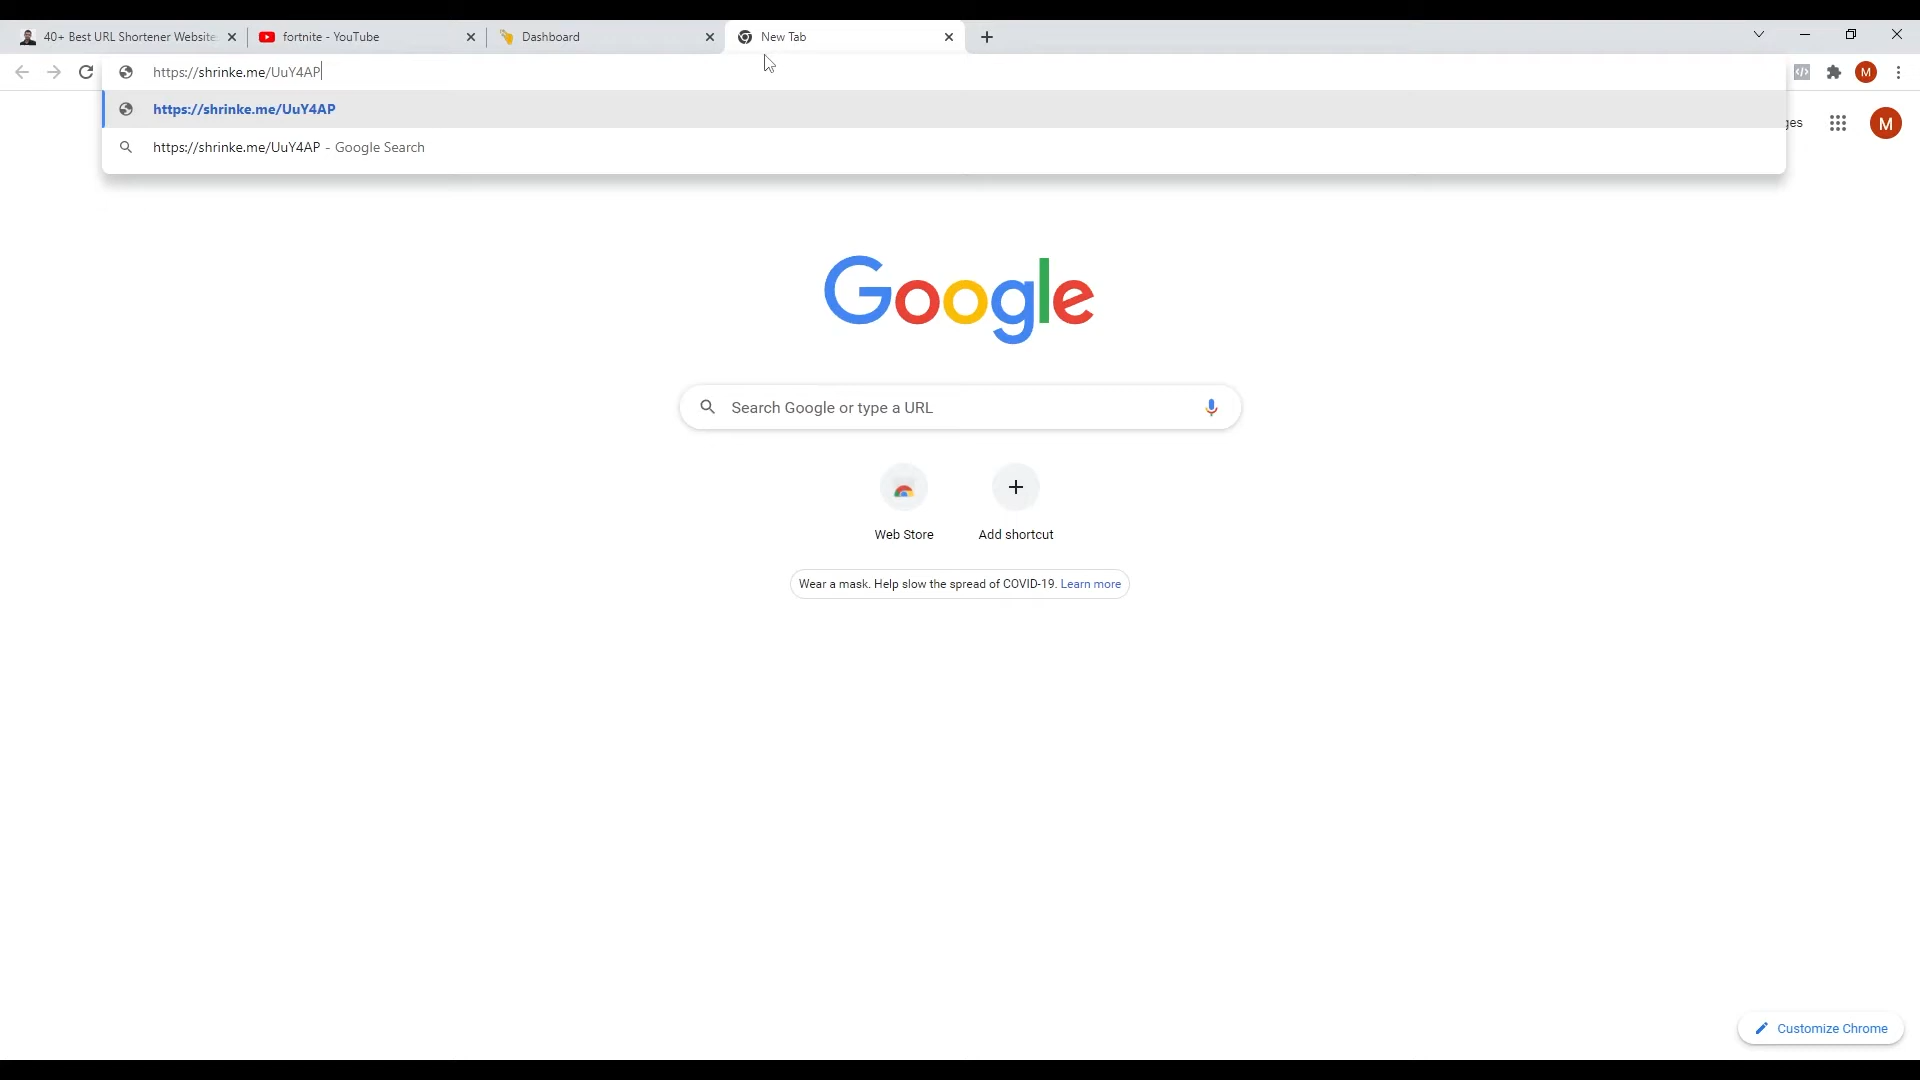 40+ Best URL Shortener Website
fortnite - YouTube
Dashboard
New Tab
https://shrinke.me/UuY4AP
M
https://shrinke.me/UuY4AP
https://shrinke.me/UuY4AP - Google Search
ges
M
Google
Search Google or type a URL
Web Store
Add shortcut
Wear a mask. Help slow the spread of COVID-19. Learn more
Customize Chrome